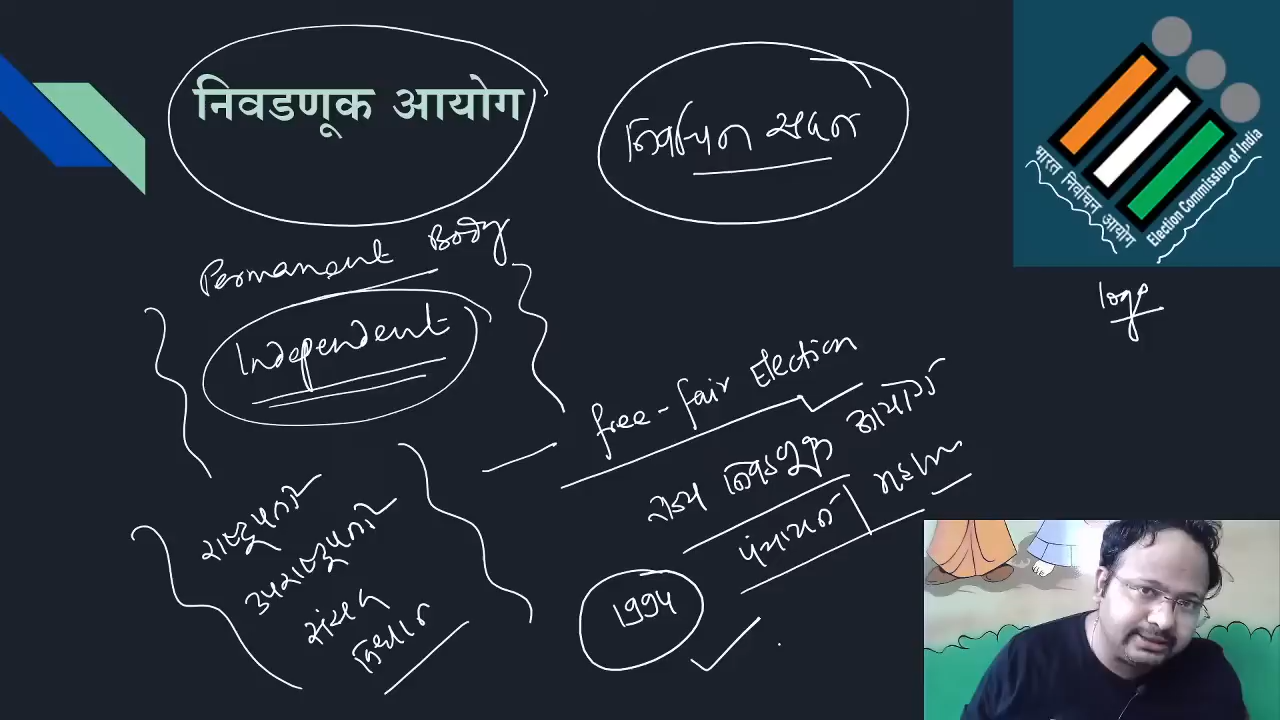 निवडणूक आयोग
निर्वाचन सदन
भारत निर्वाचन आयोग
Election Commission of India
logo
Permanent Body
Independent
free-fair Election
राज्य निवडणूक आयोग
पंचायत
राष्ट्रपती
उपराष्ट्रपती
संसद
1994